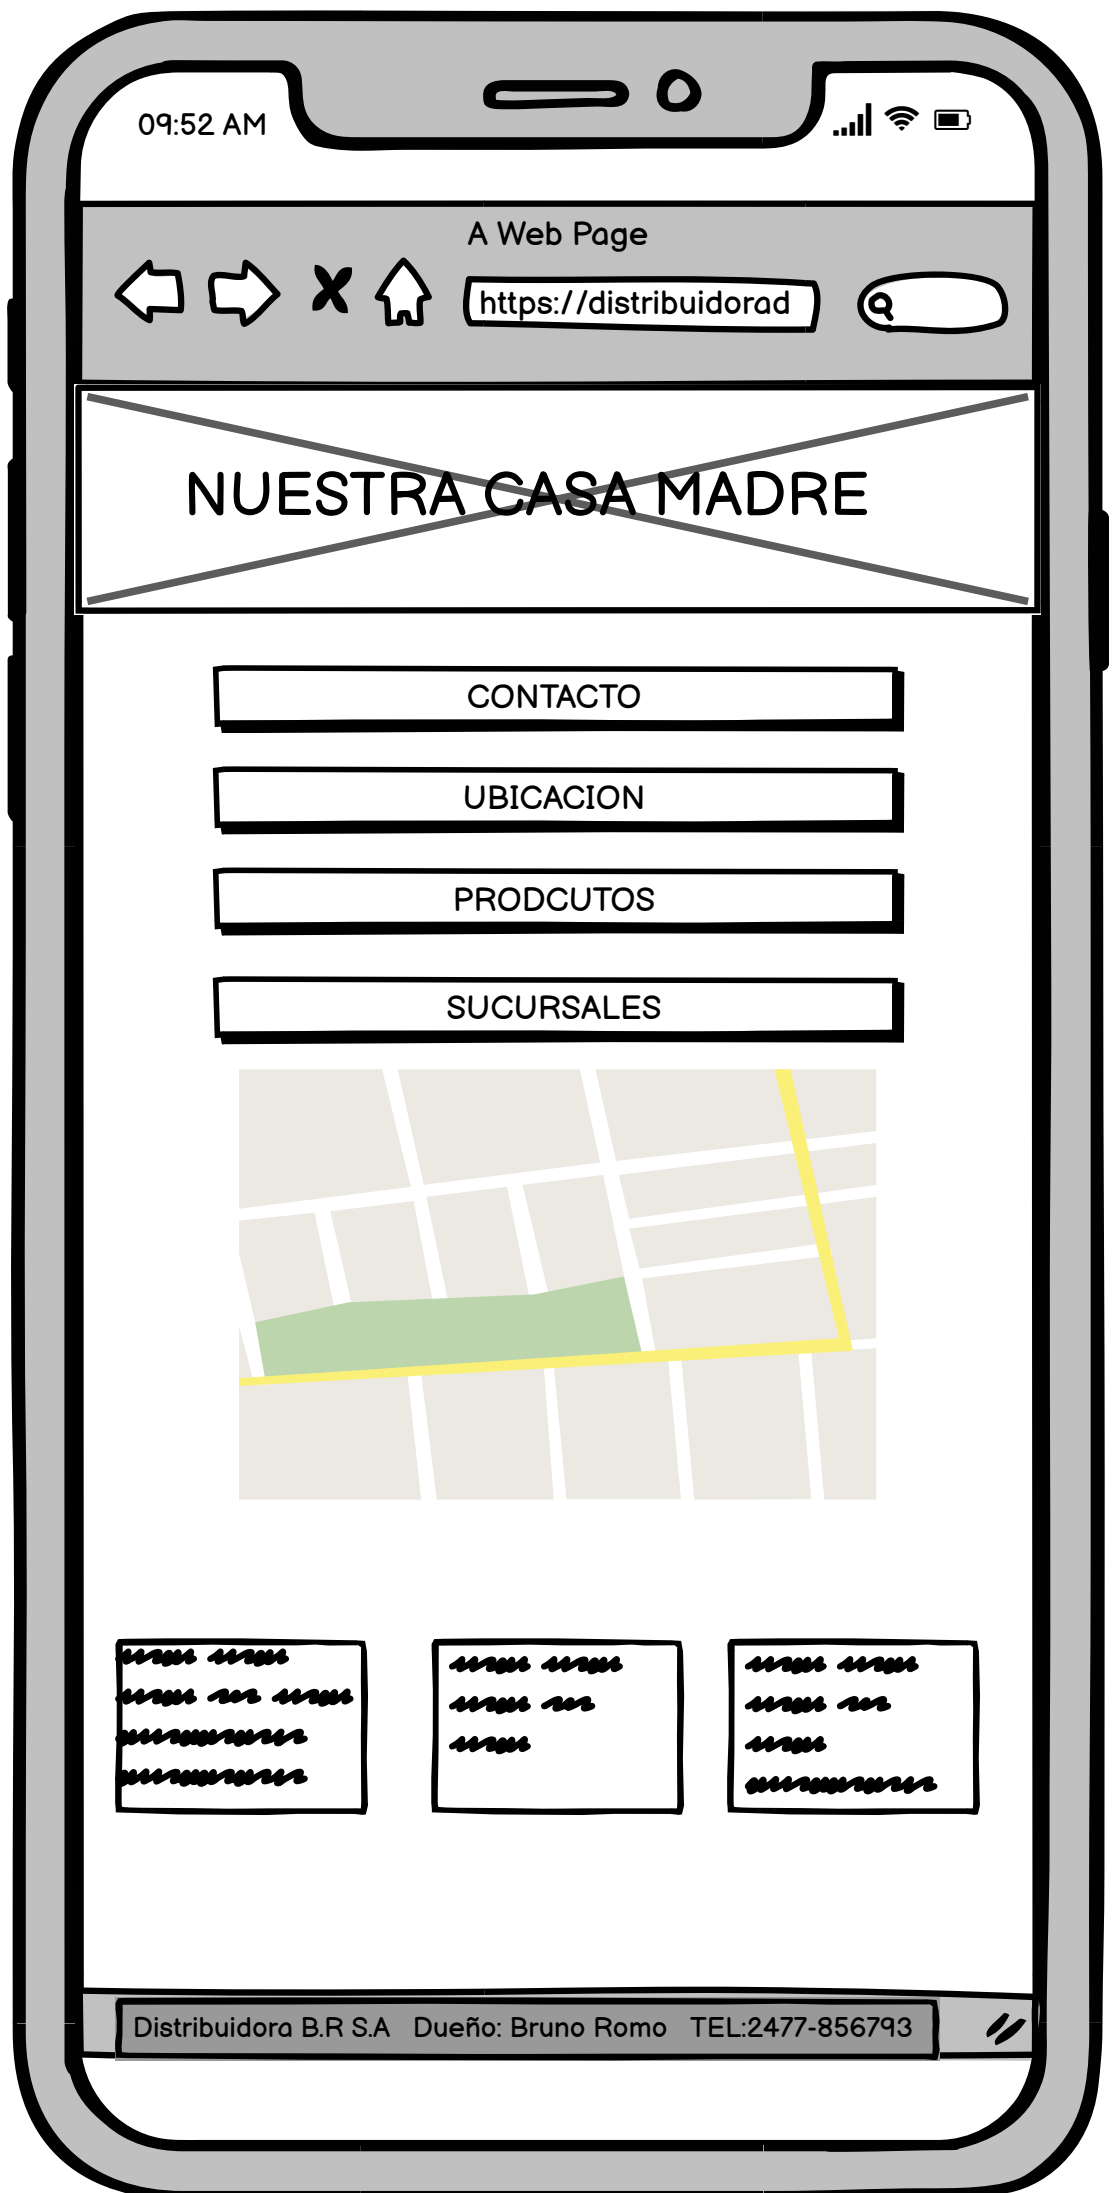 09:52 AM
A Web Page
https://distribuidorad
NUESTRA CASA MADRE
CONTACTO
UBICACION
PRODCUTOS
SUCURSALES
Distribuidora B.R S.A Dueño: Bruno Romo TEL:2477-856793